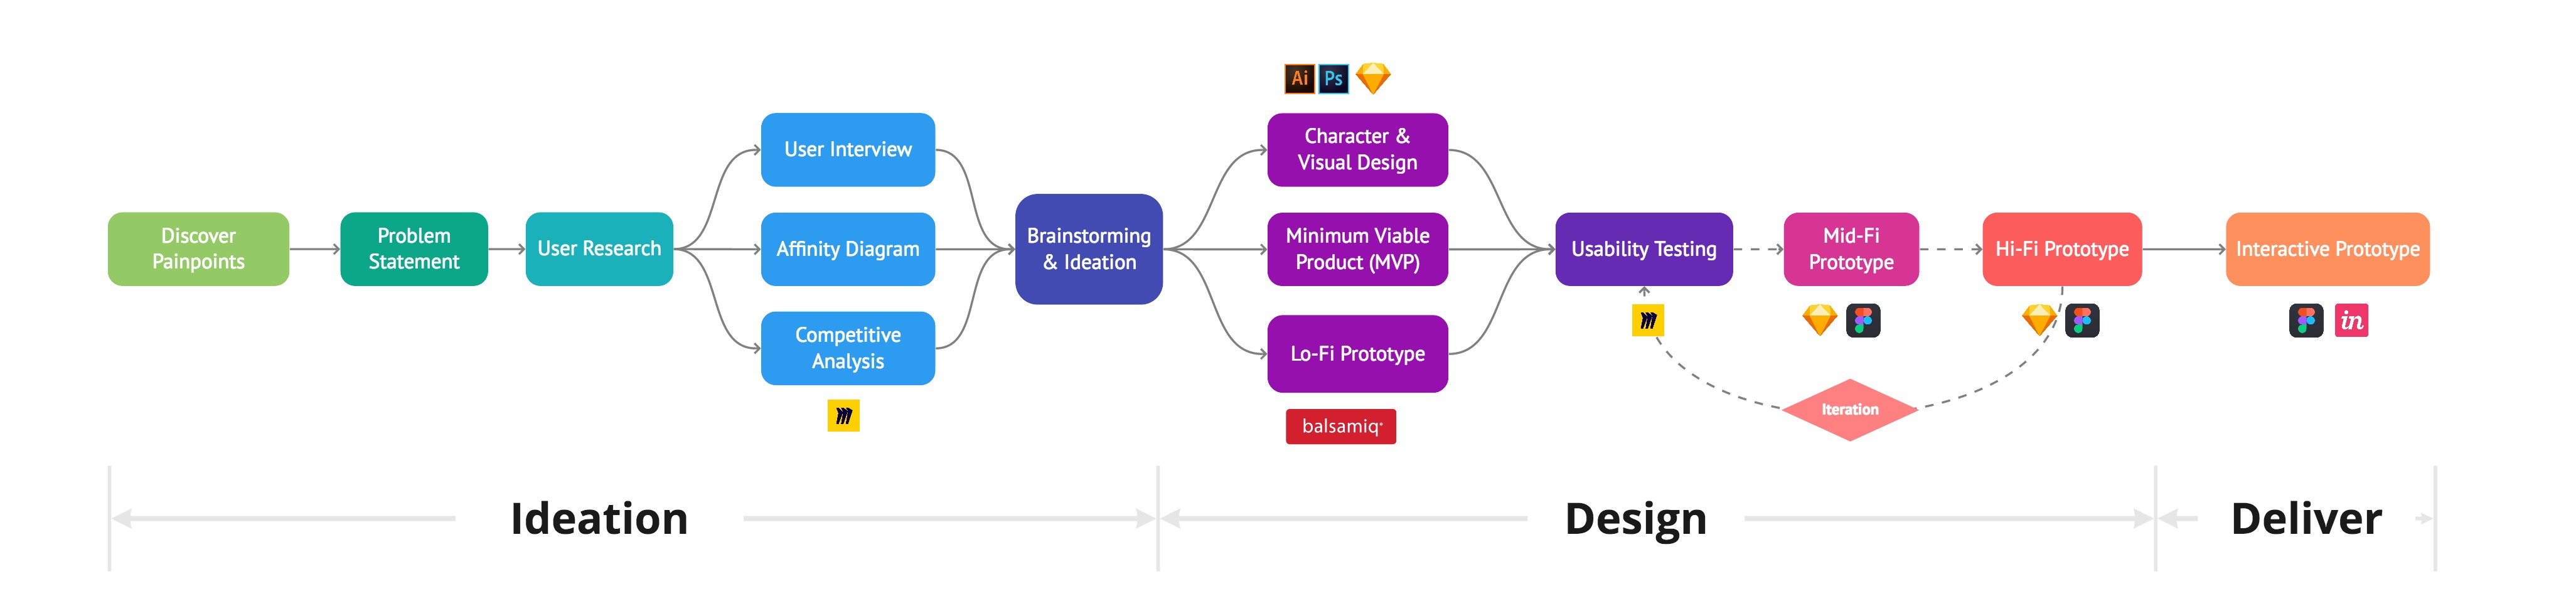 Discover
Painpoints
Problem
Statement
User Research
User Interview
Affinity Diagram
Competitive
Analysis
Brainstorming
& Ideation
Ai
Ps
Character &
Visual Design
Minimum Viable
Product (MVP)
Lo-Fi Prototype
balsamiq®
Usability Testing
Mid-Fi
Prototype
Hi-Fi Prototype
Iteration
Interactive Prototype
in
Ideation
Design
Deliver